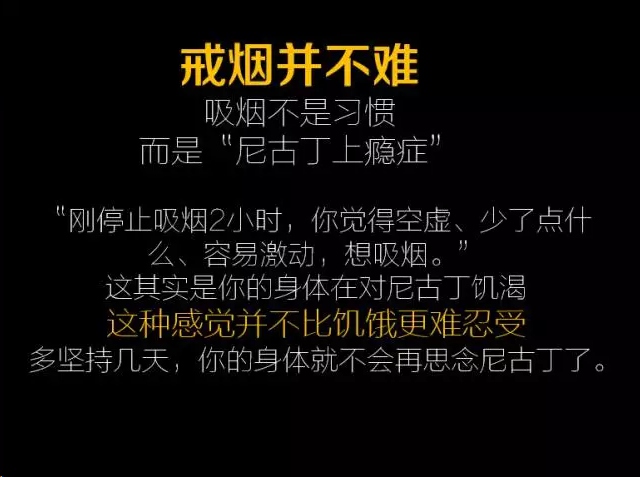 戒烟并不难
吸烟不是习惯
而是“尼古丁上瘾症”
“刚停止吸烟2小时，你觉得空虚、少了点什
么、容易激动，想吸烟。”
这其实是你的身体在对尼古丁饥渴
这种感觉并不比饥饿更难忍受
多坚持几天，你的身体就不会再思念尼古丁了。